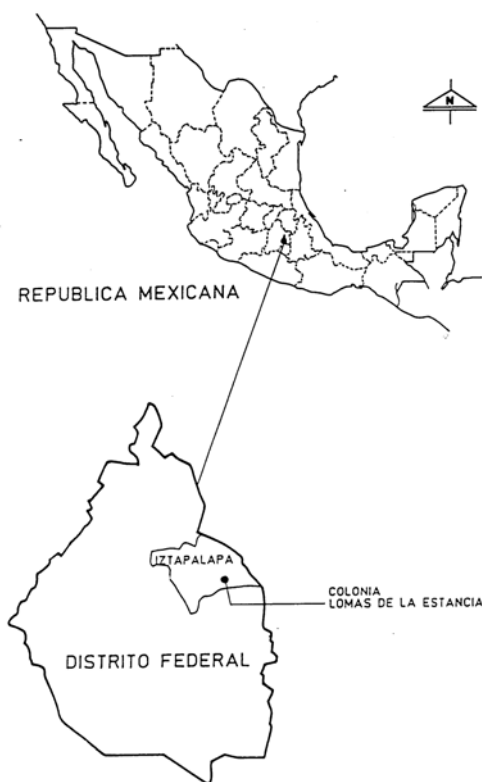 N
REPUBLICA MEXICANA
IZTAPALAPA
COLONIA
LOMAS DE LA ESTANCIA
DISTRITO FEDERAL